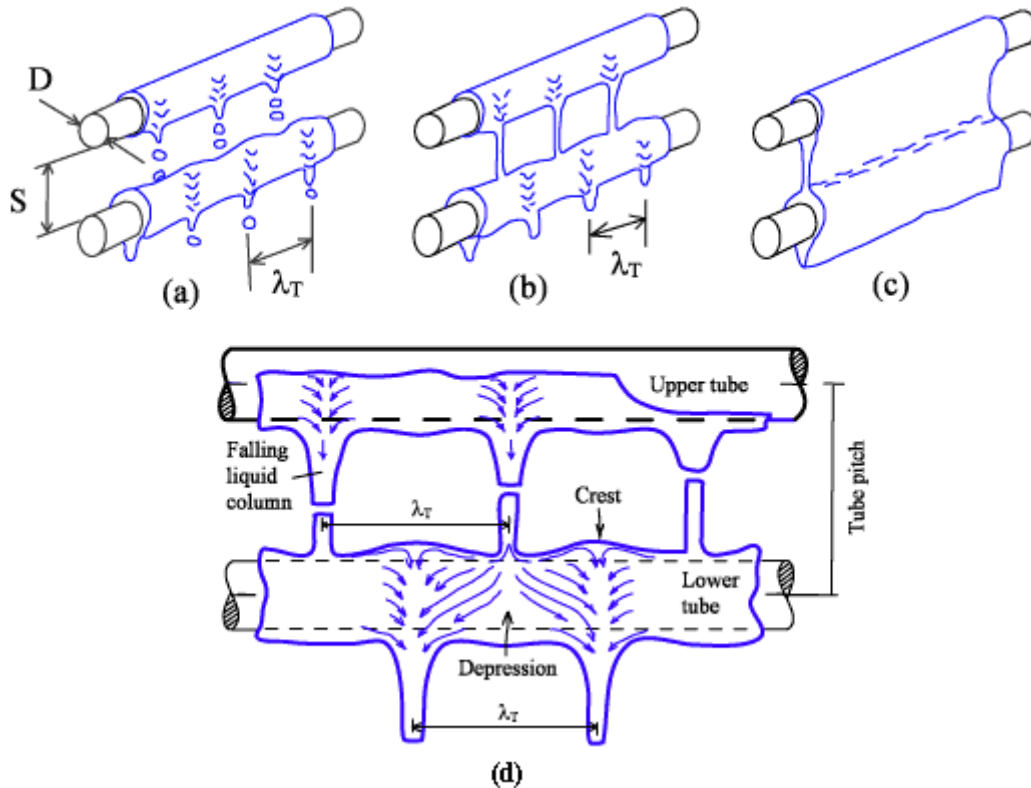 D
S
λT
(a)
λT
(b)
(c)
Upper tube
Falling
liquid
column
Tube pitch
Crest
λT
Lower
tube
Depression
λT
(d)